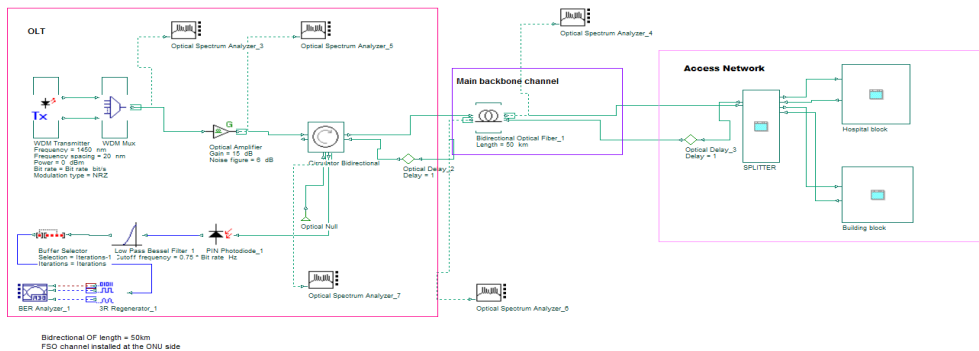 OLT
Optical Spectrum Analyzer_3
Optical Spectrum Analyzer_5
Optical Spectrum Analyzer_4
Main backbone channel
Access Network
Tx
WDM Transmitter
Frequency = 1450 nm
Frequency spacing = 20 nm
Power = 0 dBm
Bit rate = Bit rate bit/s
Modulation type = NRZ
WDM Mux
G
Optical Amplifier
Gain = 15 dB
Noise figure = 6 dB
Circulator Bidirectional
Optical Delay_2
Delay = 1
Bidirectional Optical Fiber_1
Length = 50 km
Optical Delay_3
Delay = 1
SPLITTER
Hospital block
Building block
Optical Null
Buffer Selector
Selection = Iterations-1
Iterations = Iterations
Low Pass Bessel Filter_1
Cutoff frequency = 0.75 * Bit rate Hz
PIN Photodiode_1
Optical Spectrum Analyzer_7
Optical Spectrum Analyzer_6
BER Analyzer_1
3R Regenerator_1
Bidrectional OF length = 50km
FSO channel installed at the ONU side